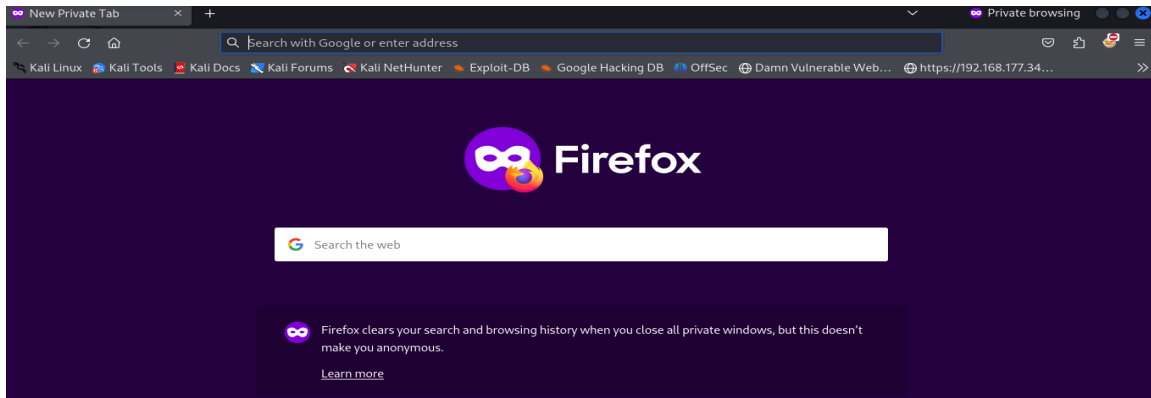 New Private Tab
Private browsing
Search with Google or enter address
Kali Linux Kali Tools Kali Docs Kali Forums Kali NetHunter Exploit-DB Google Hacking DB OffSec Damn Vulnerable Web... https://192.168.177.34...
Firefox
Search the web
Firefox clears your search and browsing history when you close all private windows, but this doesn't
make you anonymous.
Learn more